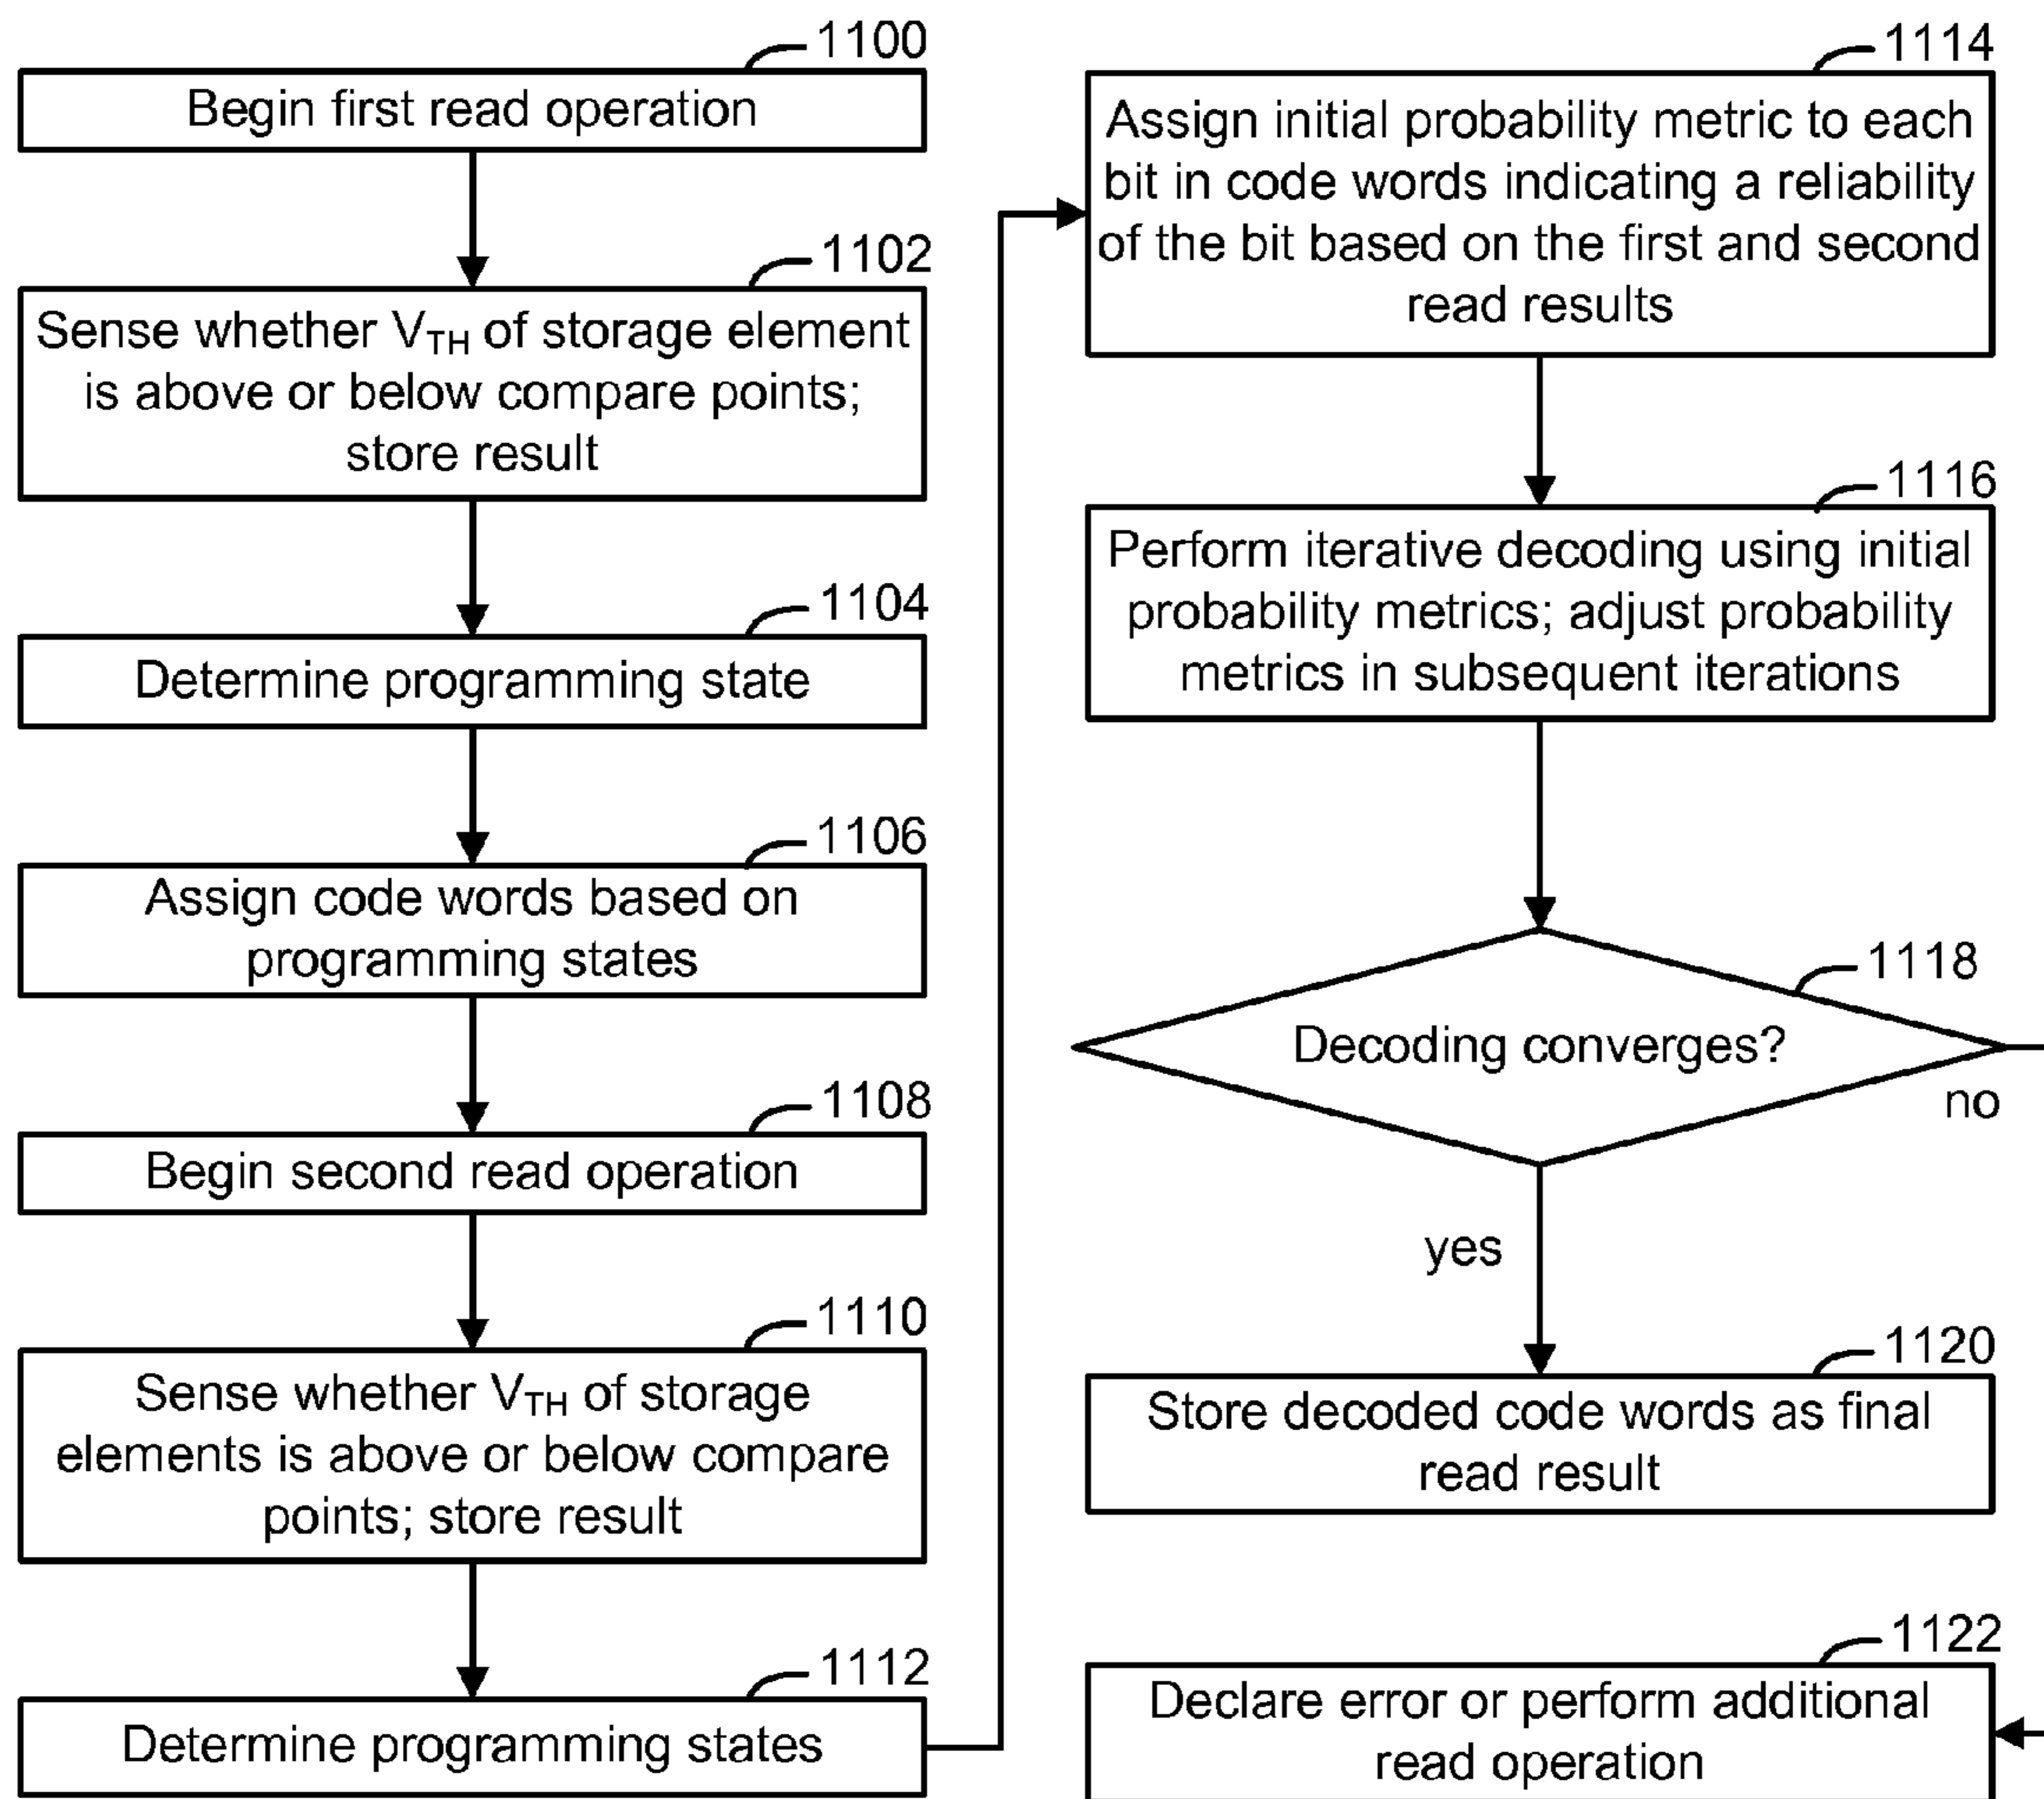 1100
Begin first read operation
1102
Sense whether VTH of storage element
is above or below compare points;
store result
1104
Determine programming state
1106
Assign code words based on
programming states
1108
Begin second read operation
1110
Sense whether VTH of storage
elements is above or below compare
points; store result
1112
Determine programming states
1114
Assign initial probability metric to each
bit in code words indicating a reliability
of the bit based on the first and second
read results
1116
Perform iterative decoding using initial
probability metrics; adjust probability
metrics in subsequent iterations
1118
Decoding converges?
no
yes
1120
Store decoded code words as final
read result
1122
Declare error or perform additional
read operation